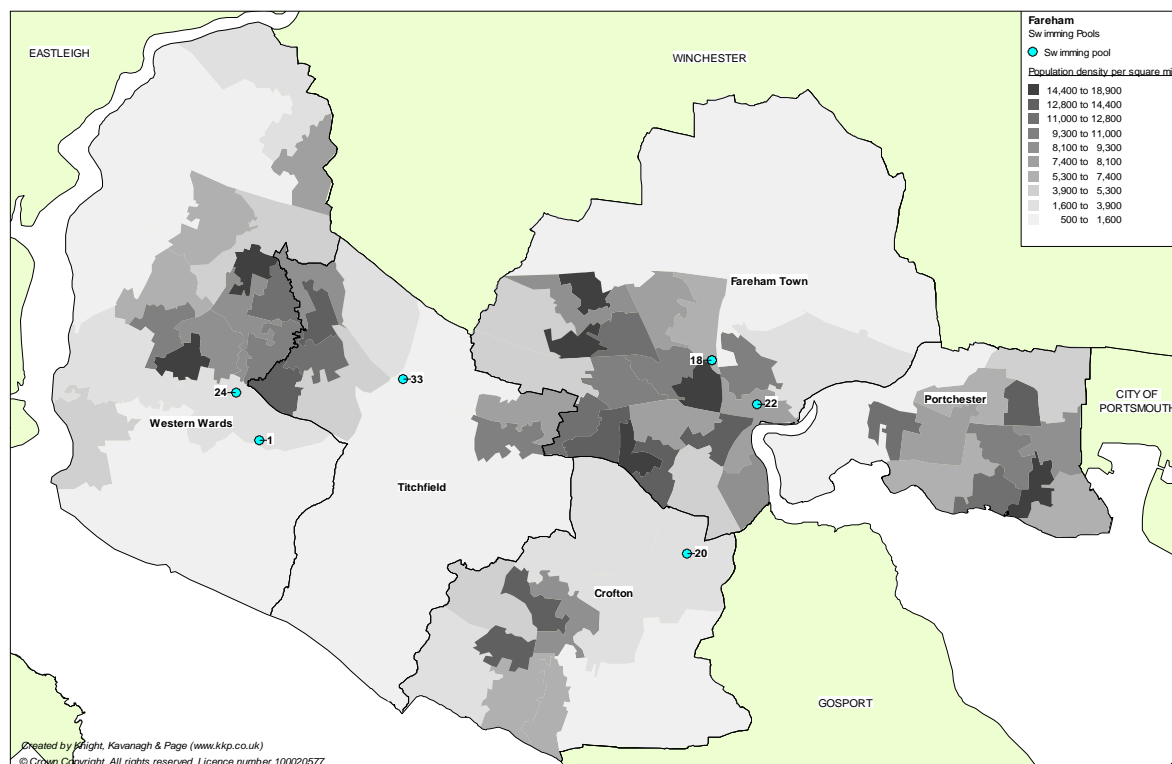 EASTLEIGH
WINCHESTER
Fareham
Swimming Pools
Swimming pool
Population density per square mi
14,400 to 18,900
12,800 to 14,400
11,000 to 12,800
9,300 to 11,000
8,100 to 9,300
7,400 to 8,100
5,300 to 7,400
3,900 to 5,300
1,600 to 3,900
500 to 1,600
Fareham Town
18
33
24
22
Portchester
CITY OF
PORTSMOUTH
Western Wards
1
Titchfield
20
Crofton
GOSPORT
Created by Knight, Kavanagh & Page (www.kkp.co.uk)
© Crown Copyright. All rights reserved. Licence number 100020577